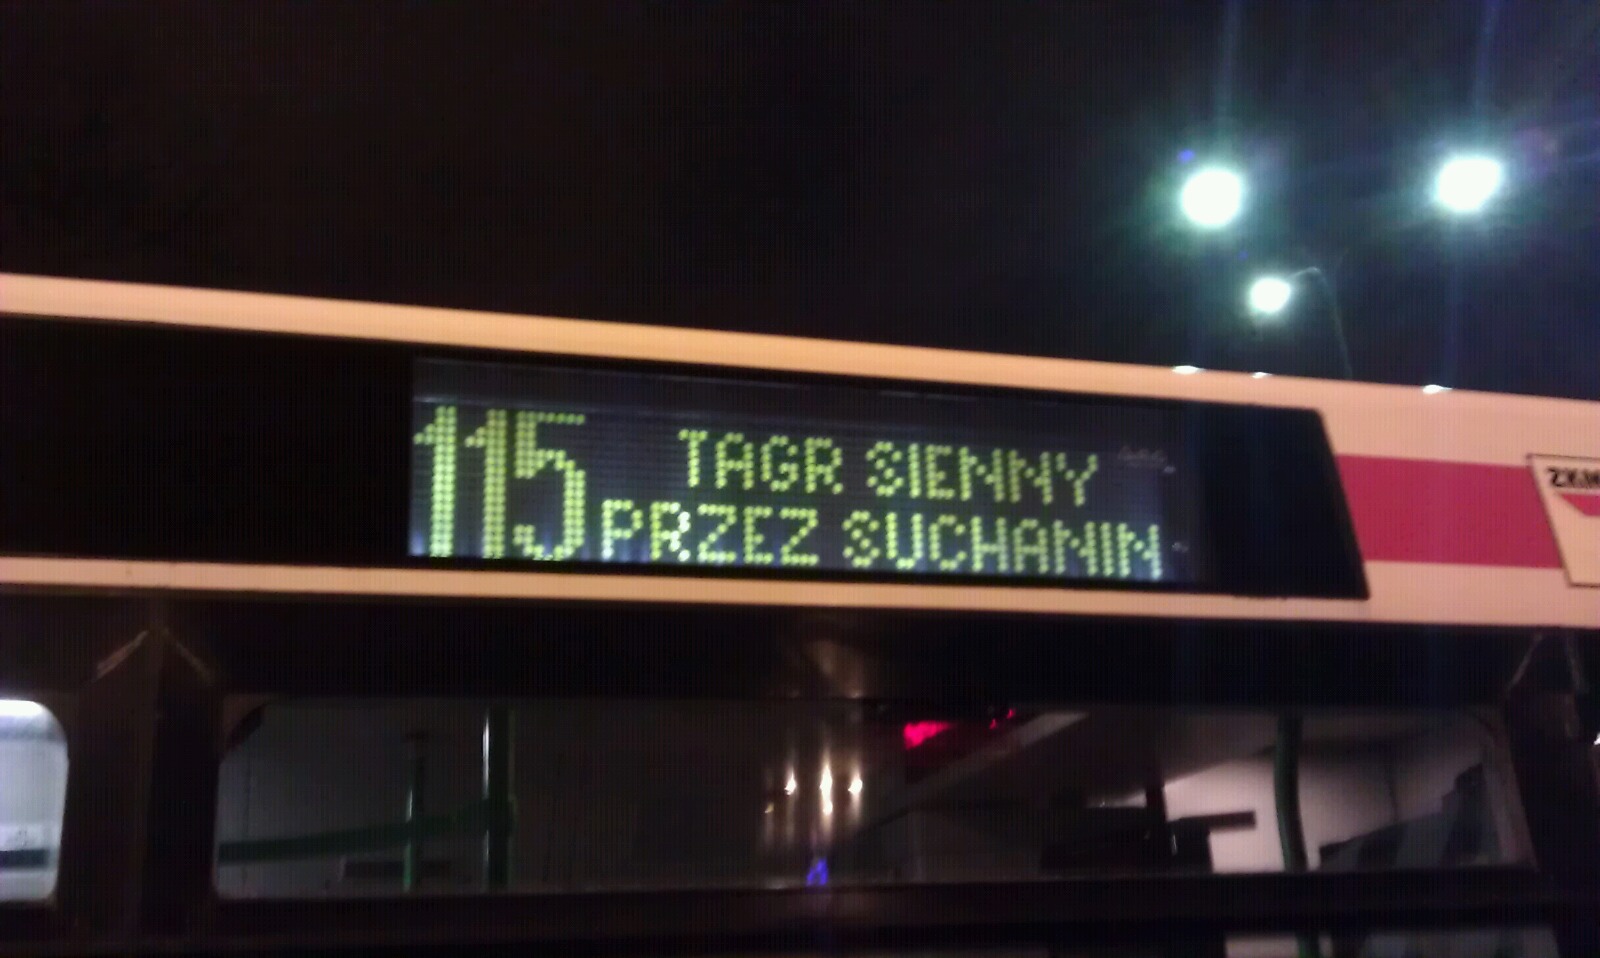 115 TAGR SIENNY
PRZEZ SUCHANIN